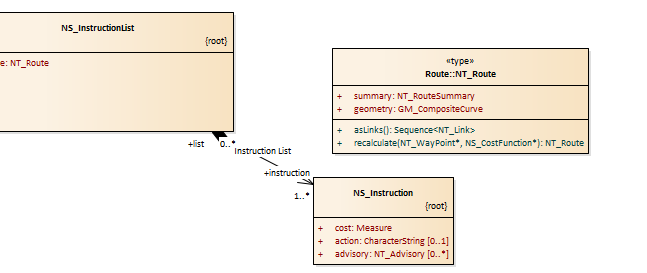 NS_InstructionList
{root}
e: NT_Route
«type»
Route::NT_Route
+ summary: NT_RouteSummary
+ geometry: GM_CompositeCurve
+ asLinks(): Sequence<NT_Link>
+ recalculate(NT_WayPoint*, NS_CostFunction*): NT_Route
+list 0..*
Instruction List
+instruction
1..*
NS_Instruction
{root}
+ cost: Measure
+ action: CharacterString [0..1]
+ advisory: NT_Advisory [0..*]